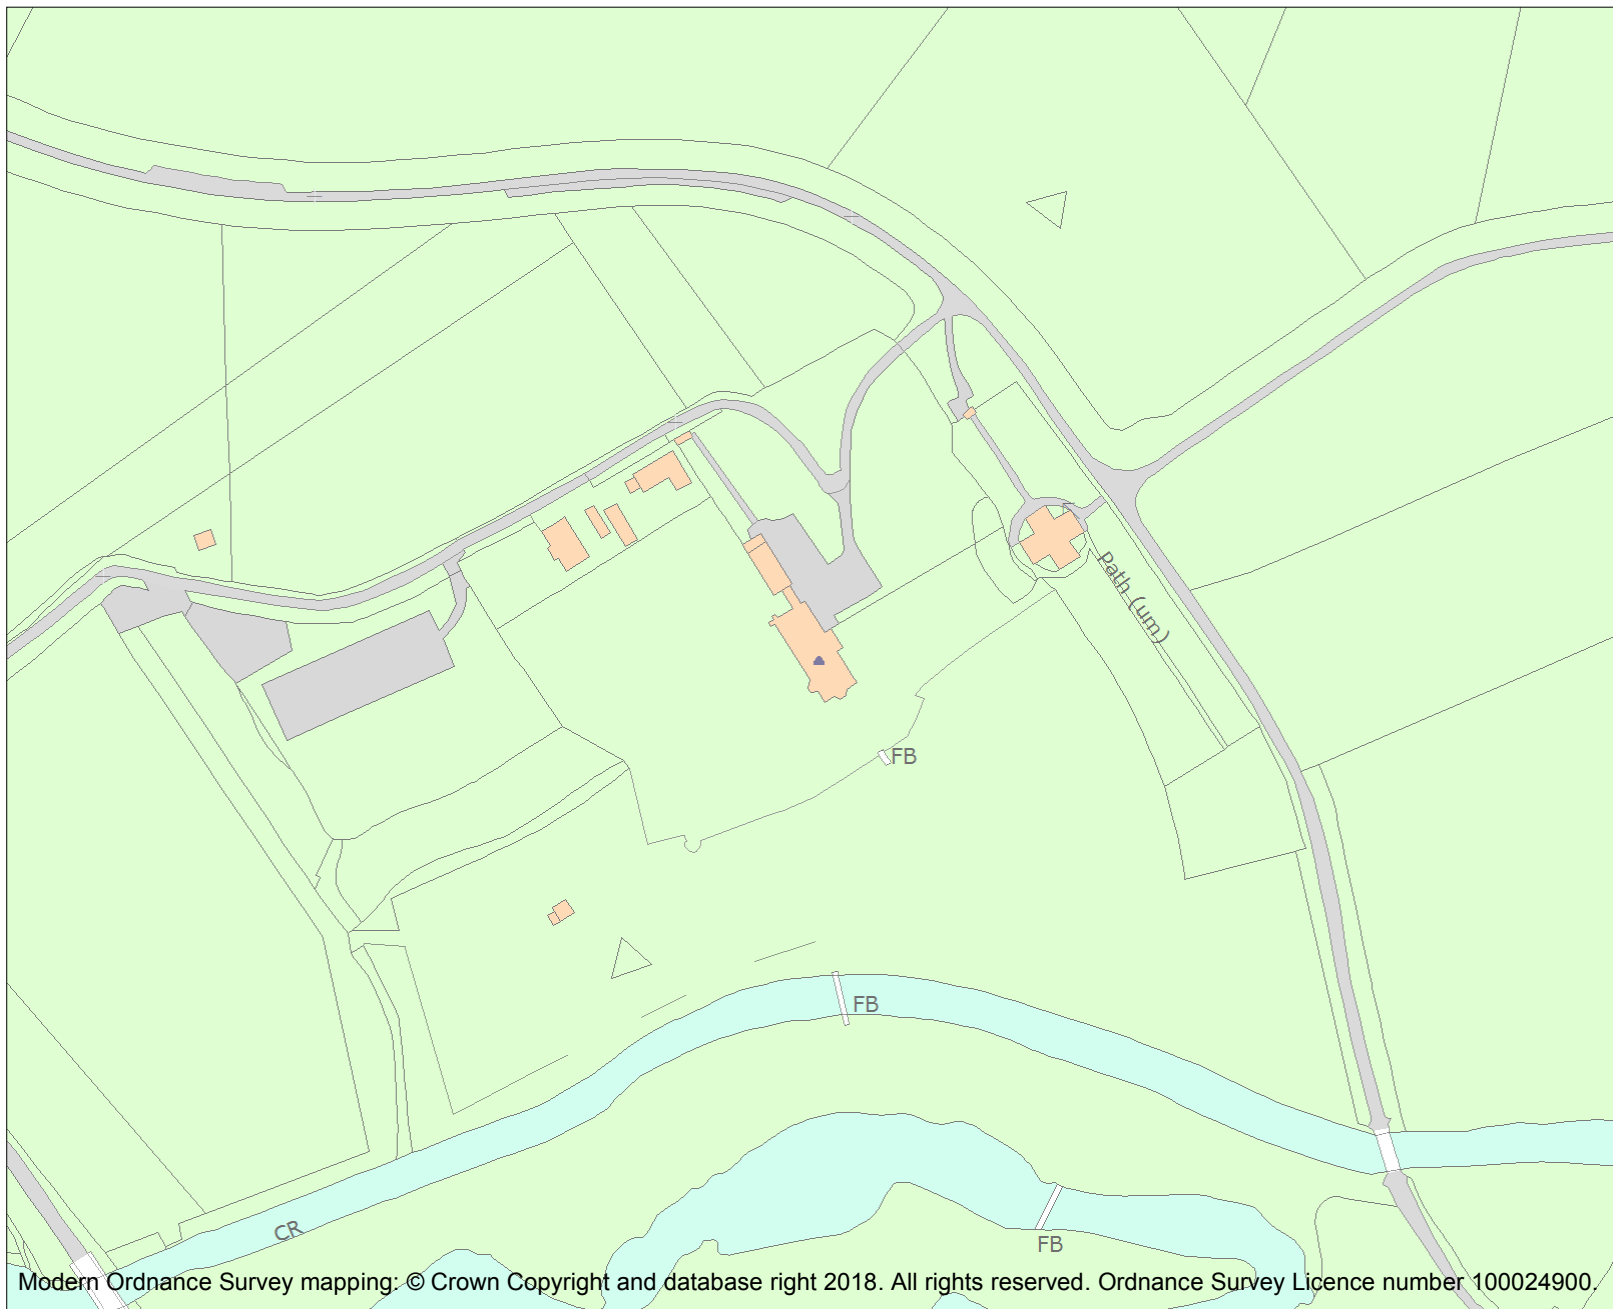 Path (um)
FB
FB
CR
FB
Modern Ordnance Survey mapping: © Crown Copyright and database right 2018. All rights reserved. Ordnance Survey Licence number 100024900.